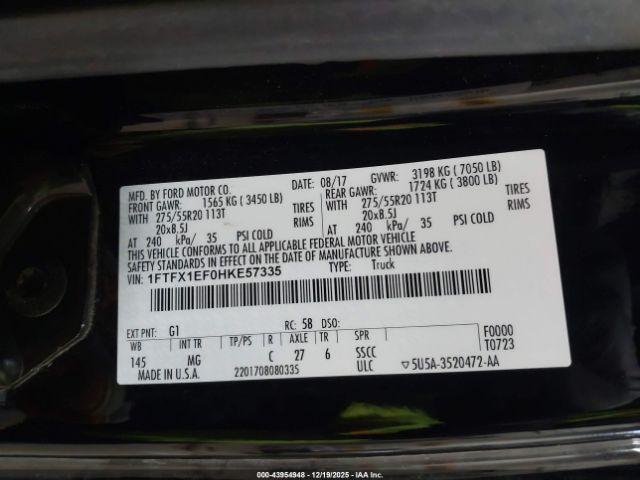 MFD. BY FORD MOTOR CO. DATE: 08/17 GVWR: 3198 KG ( 7050 LB)
FRONT GAWR: 1565 KG ( 3450 LB) REAR GAWR: 1724 KG ( 3800 LB)
WITH 275/55R20 113T TIRES WITH 275/55R20 113T TIRES
20x8.5J RIMS 20x8.5J RIMS
AT 240 kPa/ 35 PSI COLD AT 240 kPa/ 35 PSI COLD
THIS VEHICLE CONFORMS TO ALL APPLICABLE FEDERAL MOTOR VEHICLE
SAFETY AND THEFT PREVENTION STANDARDS IN EFFECT ON THE DATE OF MANUFACTURE SHOWN ABOVE.
VIN: 1FTFX1EF0HKE57335 TYPE: Truck
EXT PNT: G1 RC: 58 DSO: F0000
WB INT TR TP/PS R AXLE TR SPR T0723
145 MG C 27 6 SSCC
MADE IN U.S.A. 2201708080335 ULC ▽5U5A-3520472-AA
000-43954948 - 12/19/2025 - IAA Inc.